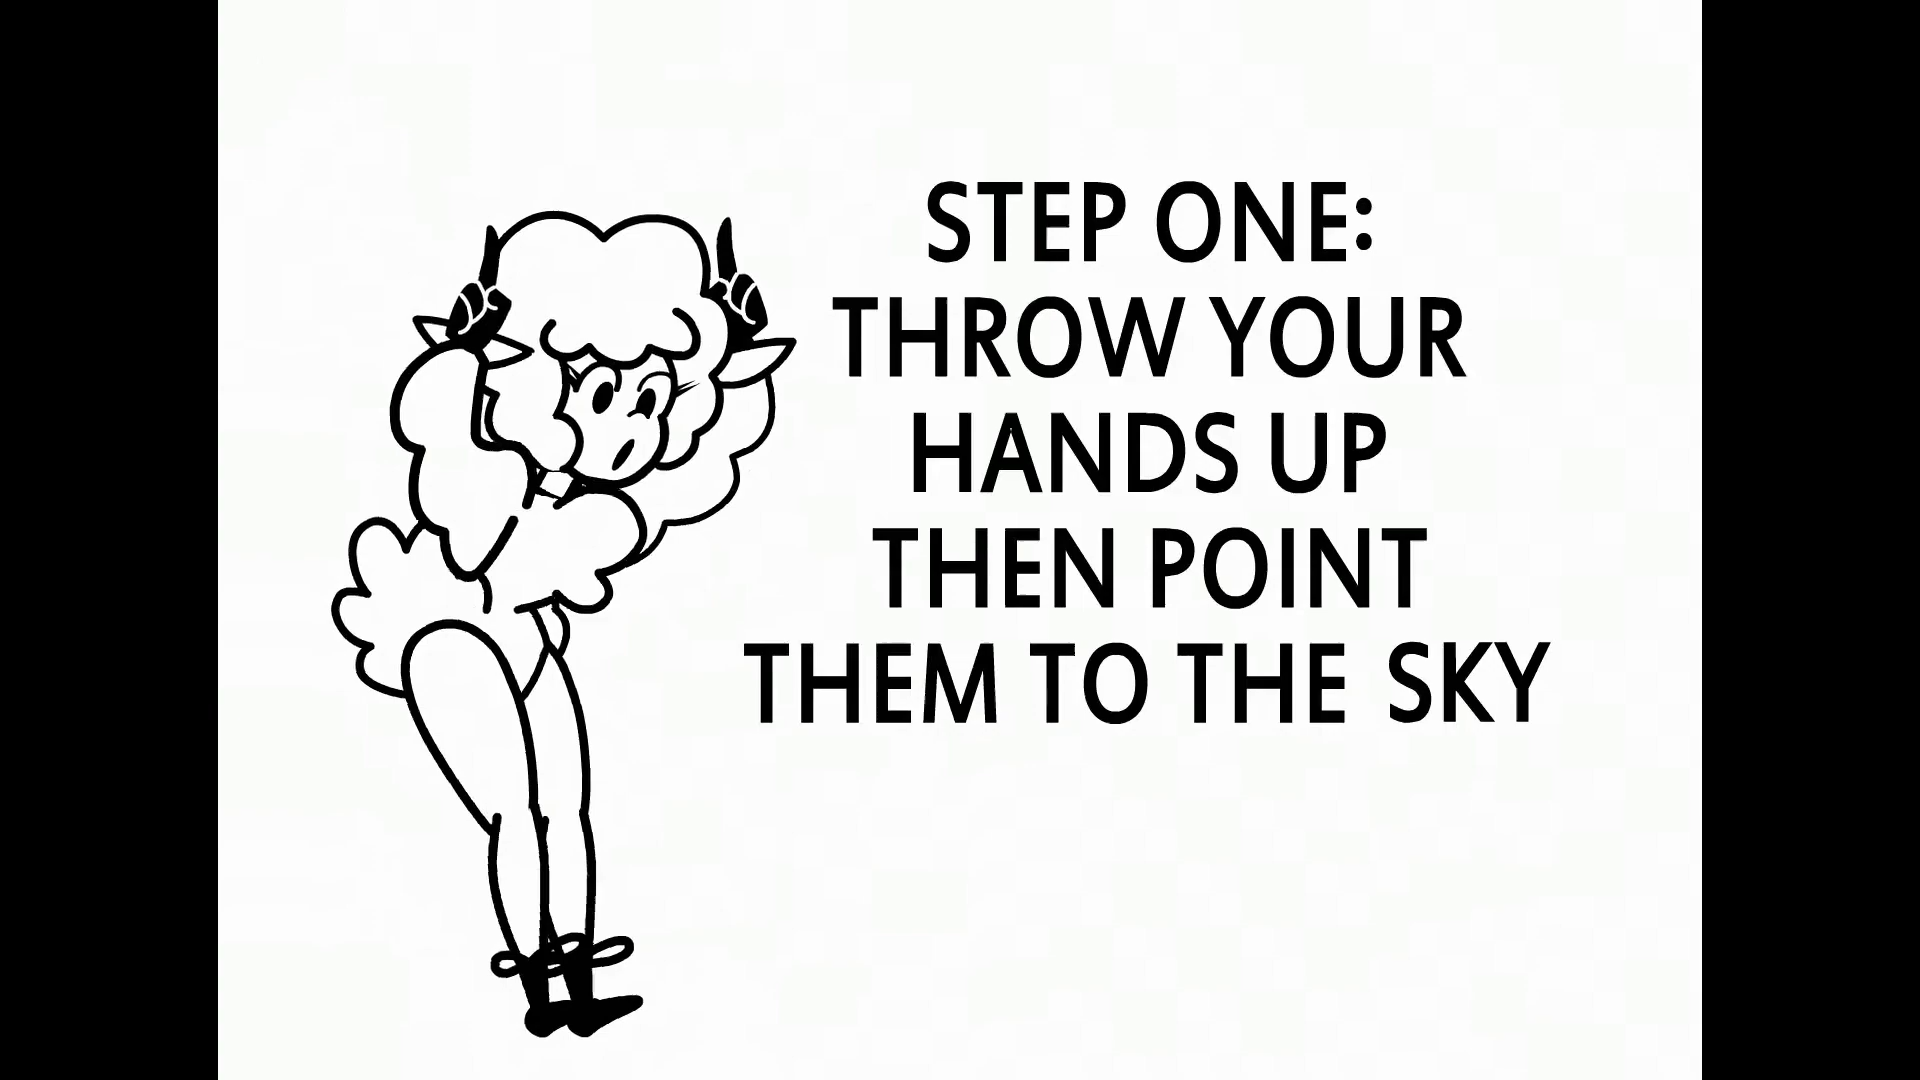 STEP ONE:
THROW YOUR
HANDS UP
THEN POINT
THEM TO THE SKY